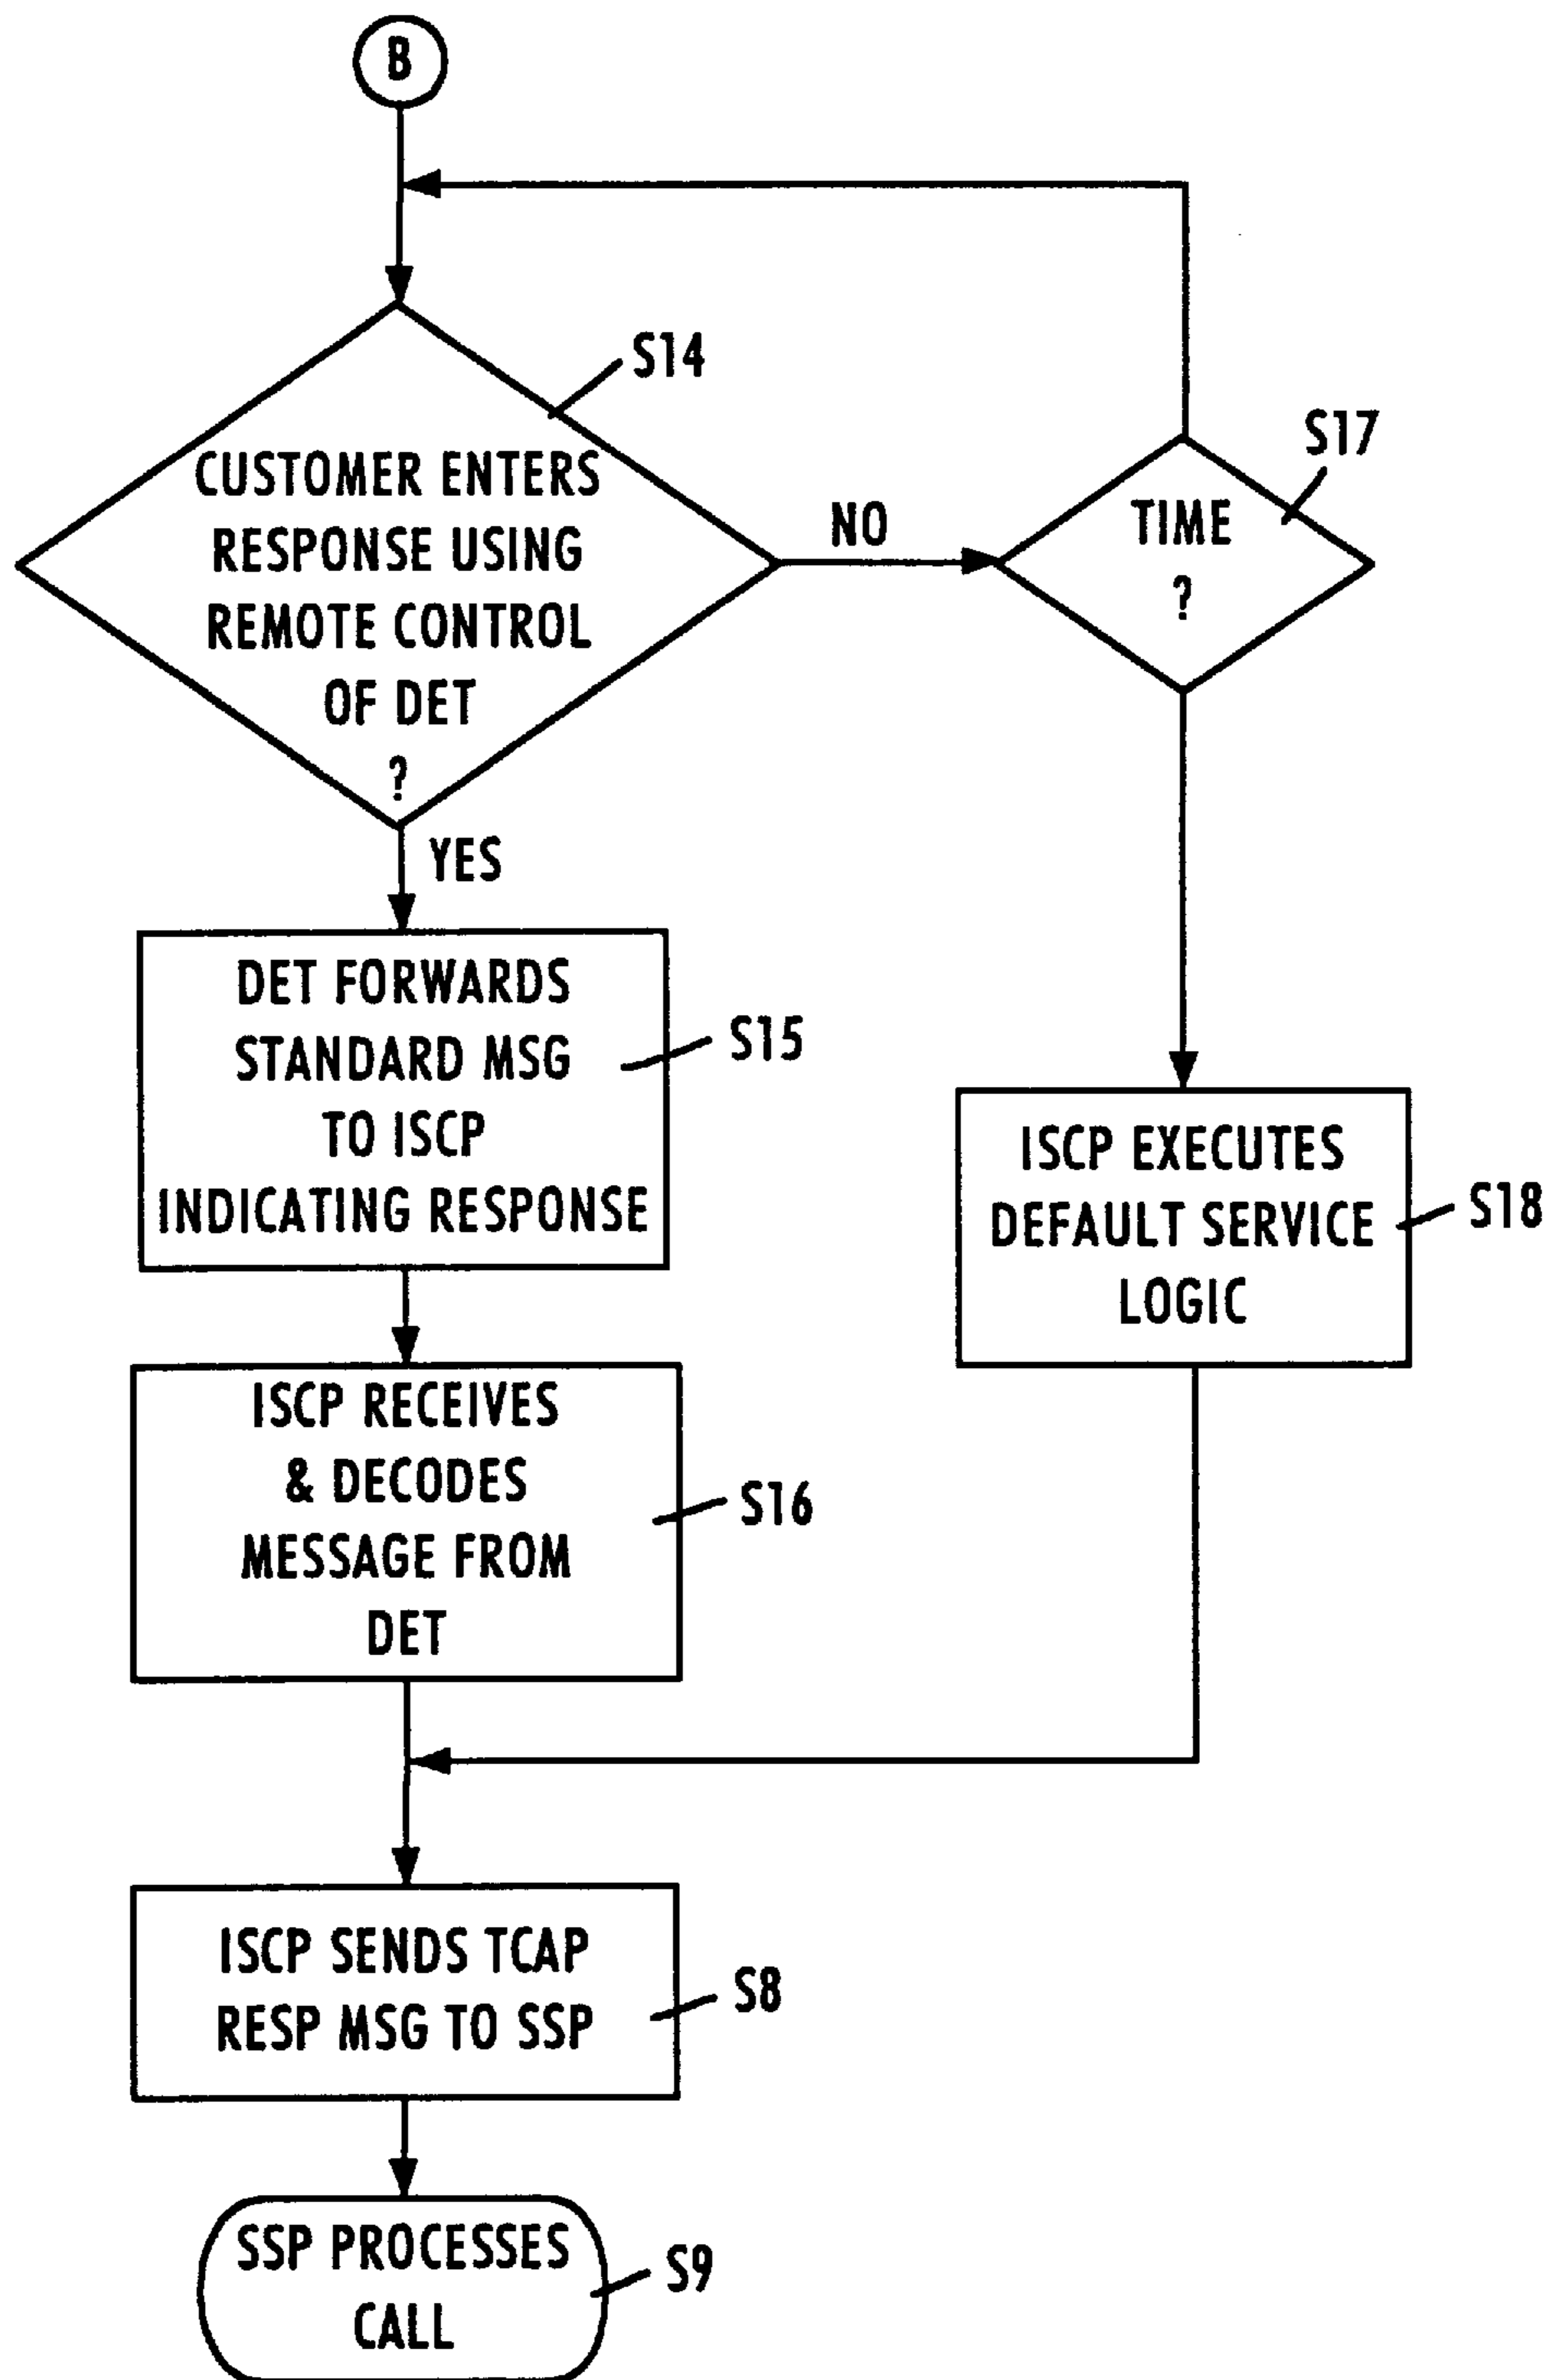 B
S14
CUSTOMER ENTERS
RESPONSE USING
REMOTE CONTROL
OF DET
?
NO
S17
TIME
?
YES
DET FORWARDS
STANDARD MSG
TO ISCP
INDICATING RESPONSE
S15
ISCP EXECUTES
DEFAULT SERVICE
LOGIC
S18
ISCP RECEIVES
& DECODES
MESSAGE FROM
DET
S16
ISCP SENDS TCAP
RESP MSG TO SSP
S8
SSP PROCESSES
CALL
S9